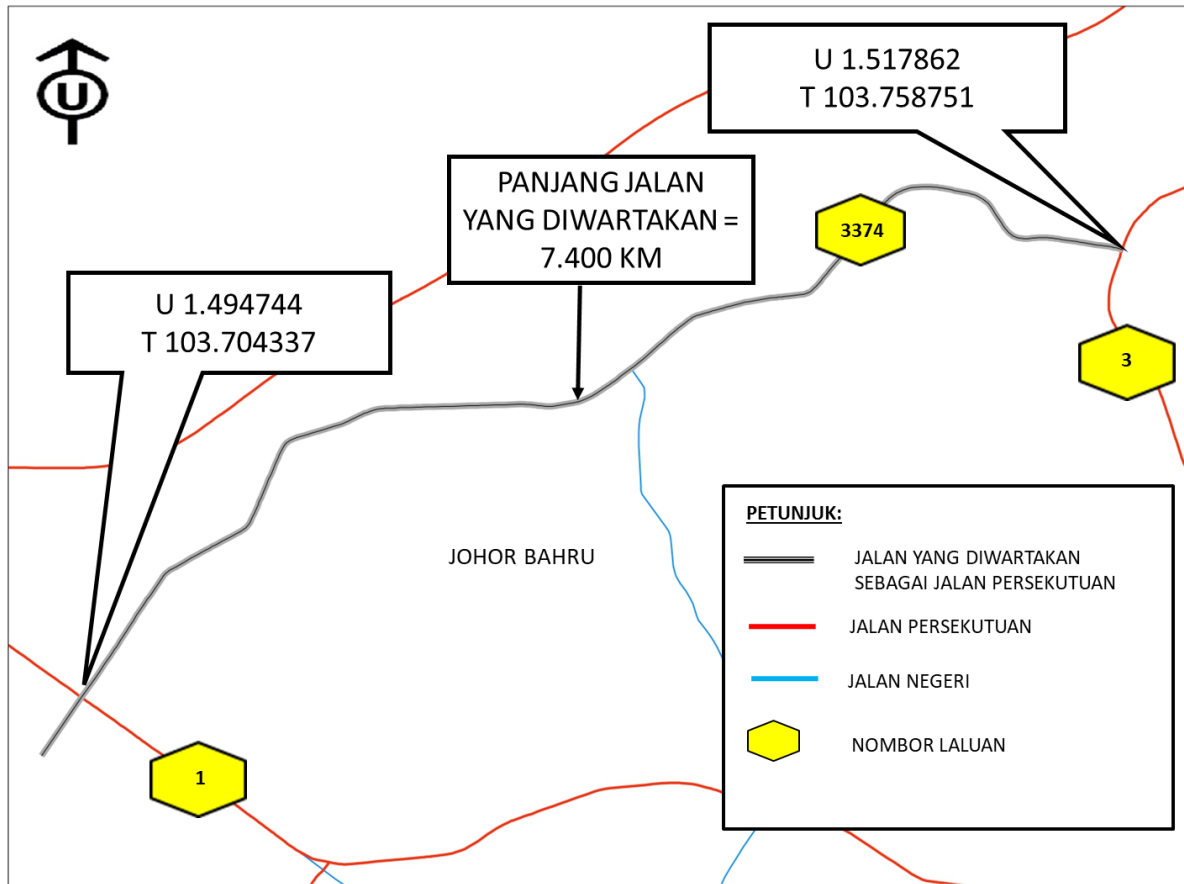 U
U 1.517862
T 103.758751
PANJANG JALAN
YANG DIWARTAKAN =
7.400 KM
3374
U 1.494744
T 103.704337
3
JOHOR BAHRU
1
PETUNJUK:
JALAN YANG DIWARTAKAN
SEBAGAI JALAN PERSEKUTUAN
JALAN PERSEKUTUAN
JALAN NEGERI
NOMBOR LALUAN